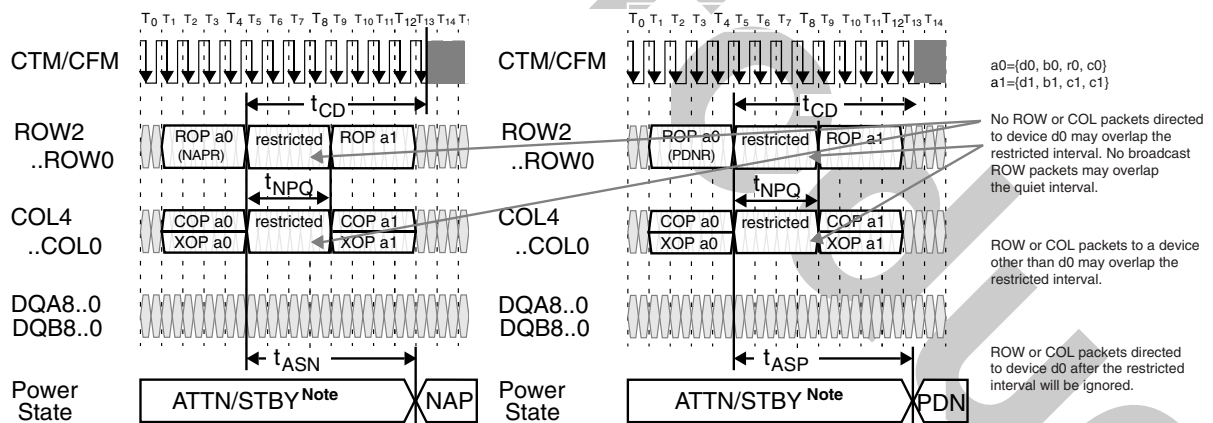 T0 T1 T2 T3 T4 T5 T6 T7 T8 T9 T10 T11 T12 T13 T14 T1
CTM/CFM
tCD
ROW2
..ROW0
ROP a0
(NAPR)
restricted
ROP a1
tNPQ
COL4
..COL0
COP a0
XOP a0
restricted
COP a1
XOP a1
DQA8..0
DQB8..0
tASN
Power
State
ATTN/STBY Note
NAP
T0 T1 T2 T3 T4 T5 T6 T7 T8 T9 T10 T11 T12 T13 T14
CTM/CFM
tCD
ROW2
..ROW0
ROP a0
(PDNR)
restricted
ROP a1
tNPQ
COL4
..COL0
COP a0
XOP a0
restricted
COP a1
XOP a1
DQA8..0
DQB8..0
tASP
Power
State
ATTN/STBY Note
PDN
a0={d0, b0, r0, c0}
a1={d1, b1, c1, c1}
No ROW or COL packets directed
to device d0 may overlap the
restricted interval. No broadcast
ROW packets may overlap
the quiet interval.
ROW or COL packets to a device
other than d0 may overlap the
restricted interval.
ROW or COL packets directed
to device d0 after the restricted
interval will be ignored.